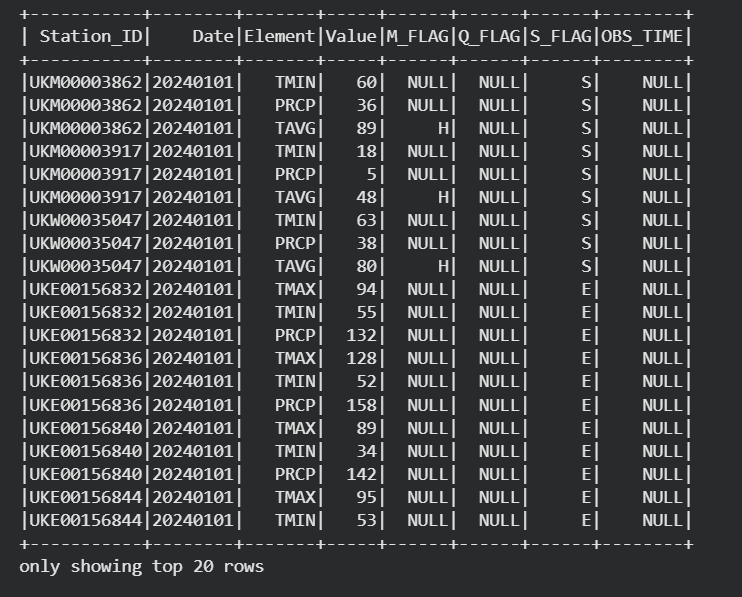 +-----------+--------+-------+-----+------+------+------+--------+
| Station_ID|    Date|Element|Value|M_FLAG|Q_FLAG|S_FLAG|OBS_TIME|
+-----------+--------+-------+-----+------+------+------+--------+
|UKM00003862|20240101|   TMIN|   60|  NULL|  NULL|     S|    NULL|
|UKM00003862|20240101|   PRCP|   36|  NULL|  NULL|     S|    NULL|
|UKM00003862|20240101|   TAVG|   89|     H|  NULL|     S|    NULL|
|UKM00003917|20240101|   TMIN|   18|  NULL|  NULL|     S|    NULL|
|UKM00003917|20240101|   PRCP|    5|  NULL|  NULL|     S|    NULL|
|UKM00003917|20240101|   TAVG|   48|     H|  NULL|     S|    NULL|
|UKW00035047|20240101|   TMIN|   63|  NULL|  NULL|     S|    NULL|
|UKW00035047|20240101|   PRCP|   38|  NULL|  NULL|     S|    NULL|
|UKW00035047|20240101|   TAVG|   80|     H|  NULL|     S|    NULL|
|UKE00156832|20240101|   TMAX|   94|  NULL|  NULL|     E|    NULL|
|UKE00156832|20240101|   TMIN|   55|  NULL|  NULL|     E|    NULL|
|UKE00156832|20240101|   PRCP|  132|  NULL|  NULL|     E|    NULL|
|UKE00156836|20240101|   TMAX|  128|  NULL|  NULL|     E|    NULL|
|UKE00156836|20240101|   TMIN|   52|  NULL|  NULL|     E|    NULL|
|UKE00156836|20240101|   PRCP|  158|  NULL|  NULL|     E|    NULL|
|UKE00156840|20240101|   TMAX|   89|  NULL|  NULL|     E|    NULL|
|UKE00156840|20240101|   TMIN|   34|  NULL|  NULL|     E|    NULL|
|UKE00156840|20240101|   PRCP|  142|  NULL|  NULL|     E|    NULL|
|UKE00156844|20240101|   TMAX|   95|  NULL|  NULL|     E|    NULL|
|UKE00156844|20240101|   TMIN|   53|  NULL|  NULL|     E|    NULL|
+-----------+--------+-------+-----+------+------+------+--------+
only showing top 20 rows